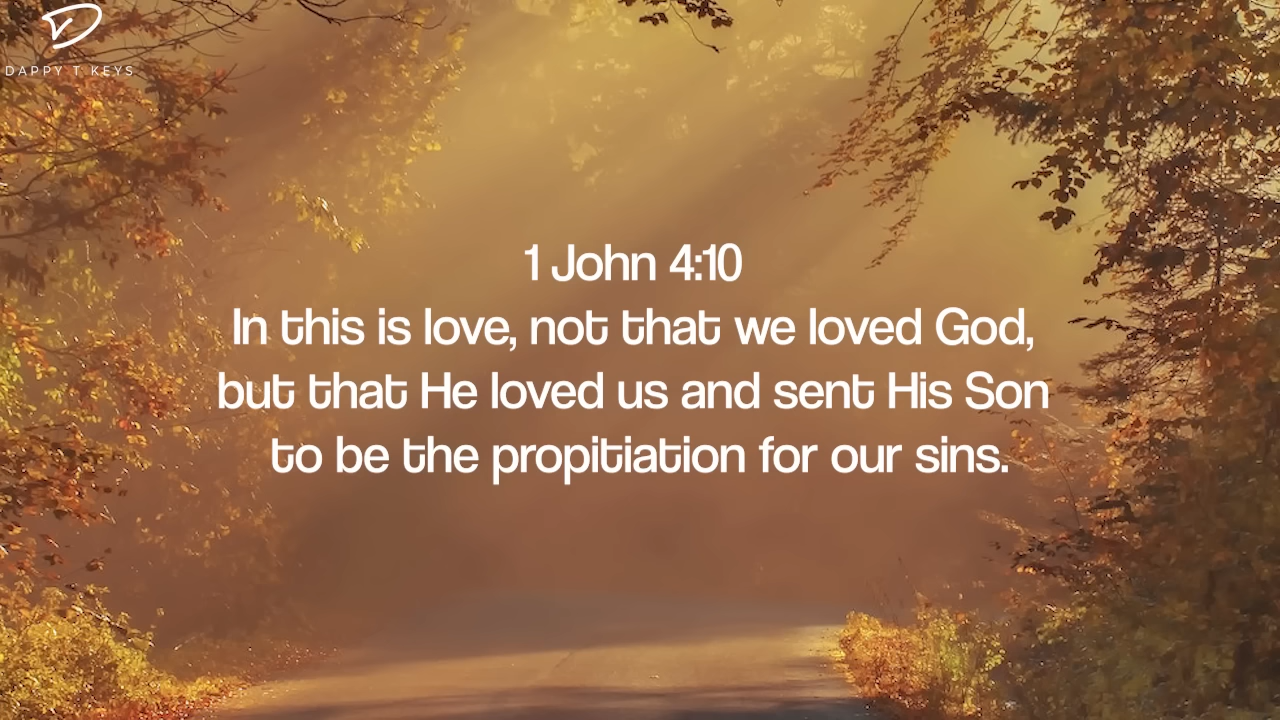 DAPPY T KEYS
1 John 4:10
In this is love, not that we loved God,
but that He loved us and sent His Son
to be the propitiation for our sins.